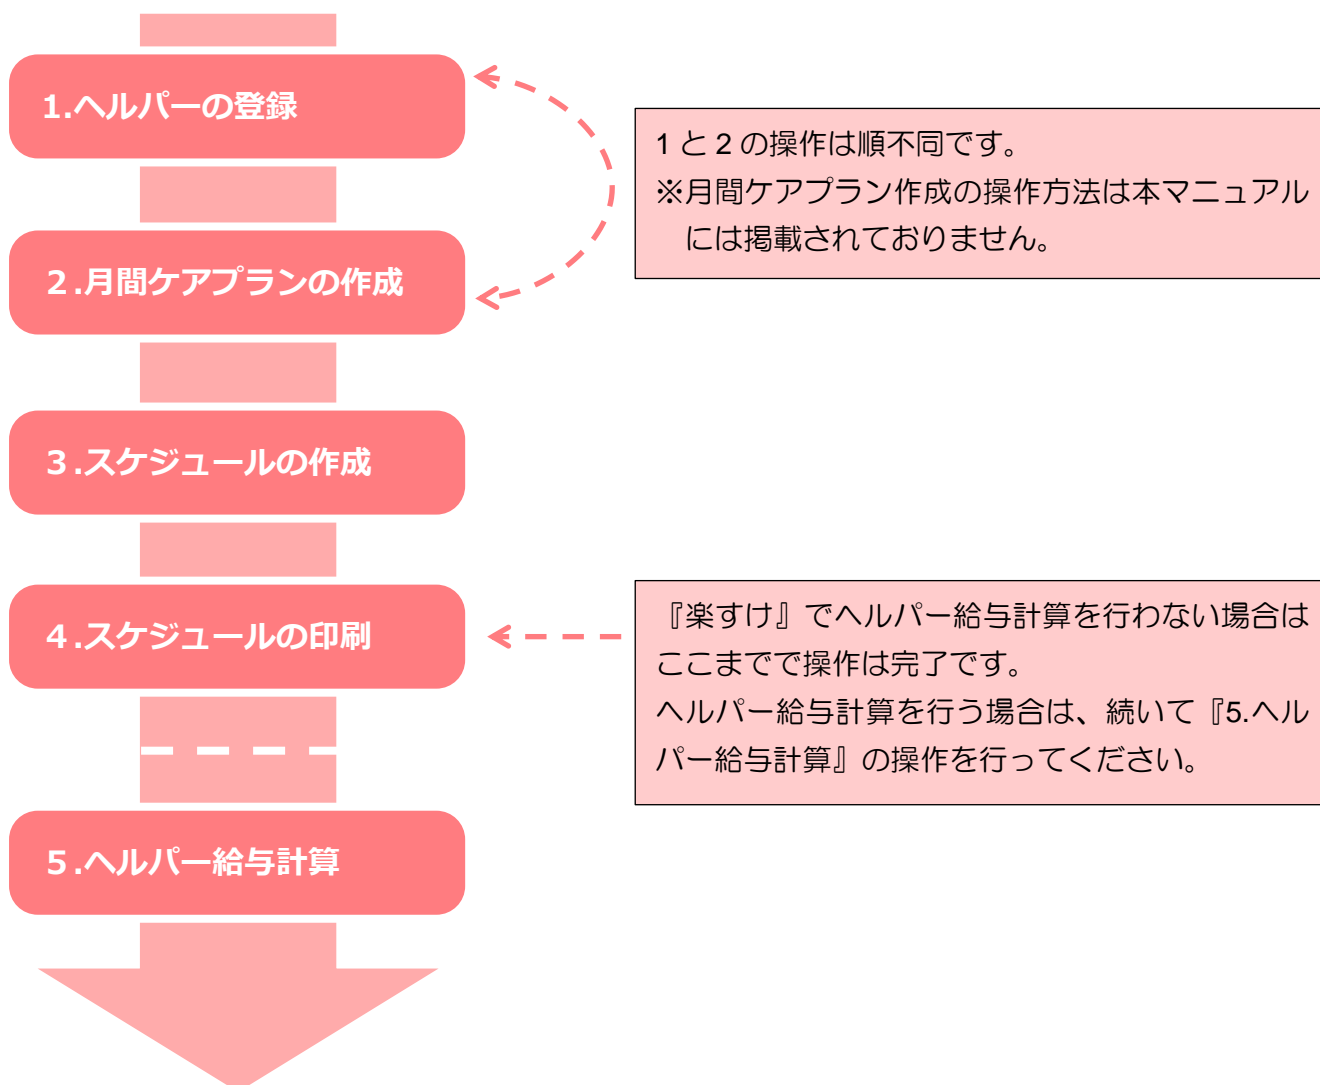 1.ヘルパーの登録
1 と 2 の操作は順不同です。
※月間ケアプラン作成の操作方法は本マニュアル
には掲載されておりません。
２.月間ケアプランの作成
３.スケジュールの作成
４.スケジュールの印刷
『楽すけ』でヘルパー給与計算を行わない場合は
ここまでで操作は完了です。
ヘルパー給与計算を行う場合は、続いて『5.ヘル
パー給与計算』の操作を行ってください。
５.ヘルパー給与計算